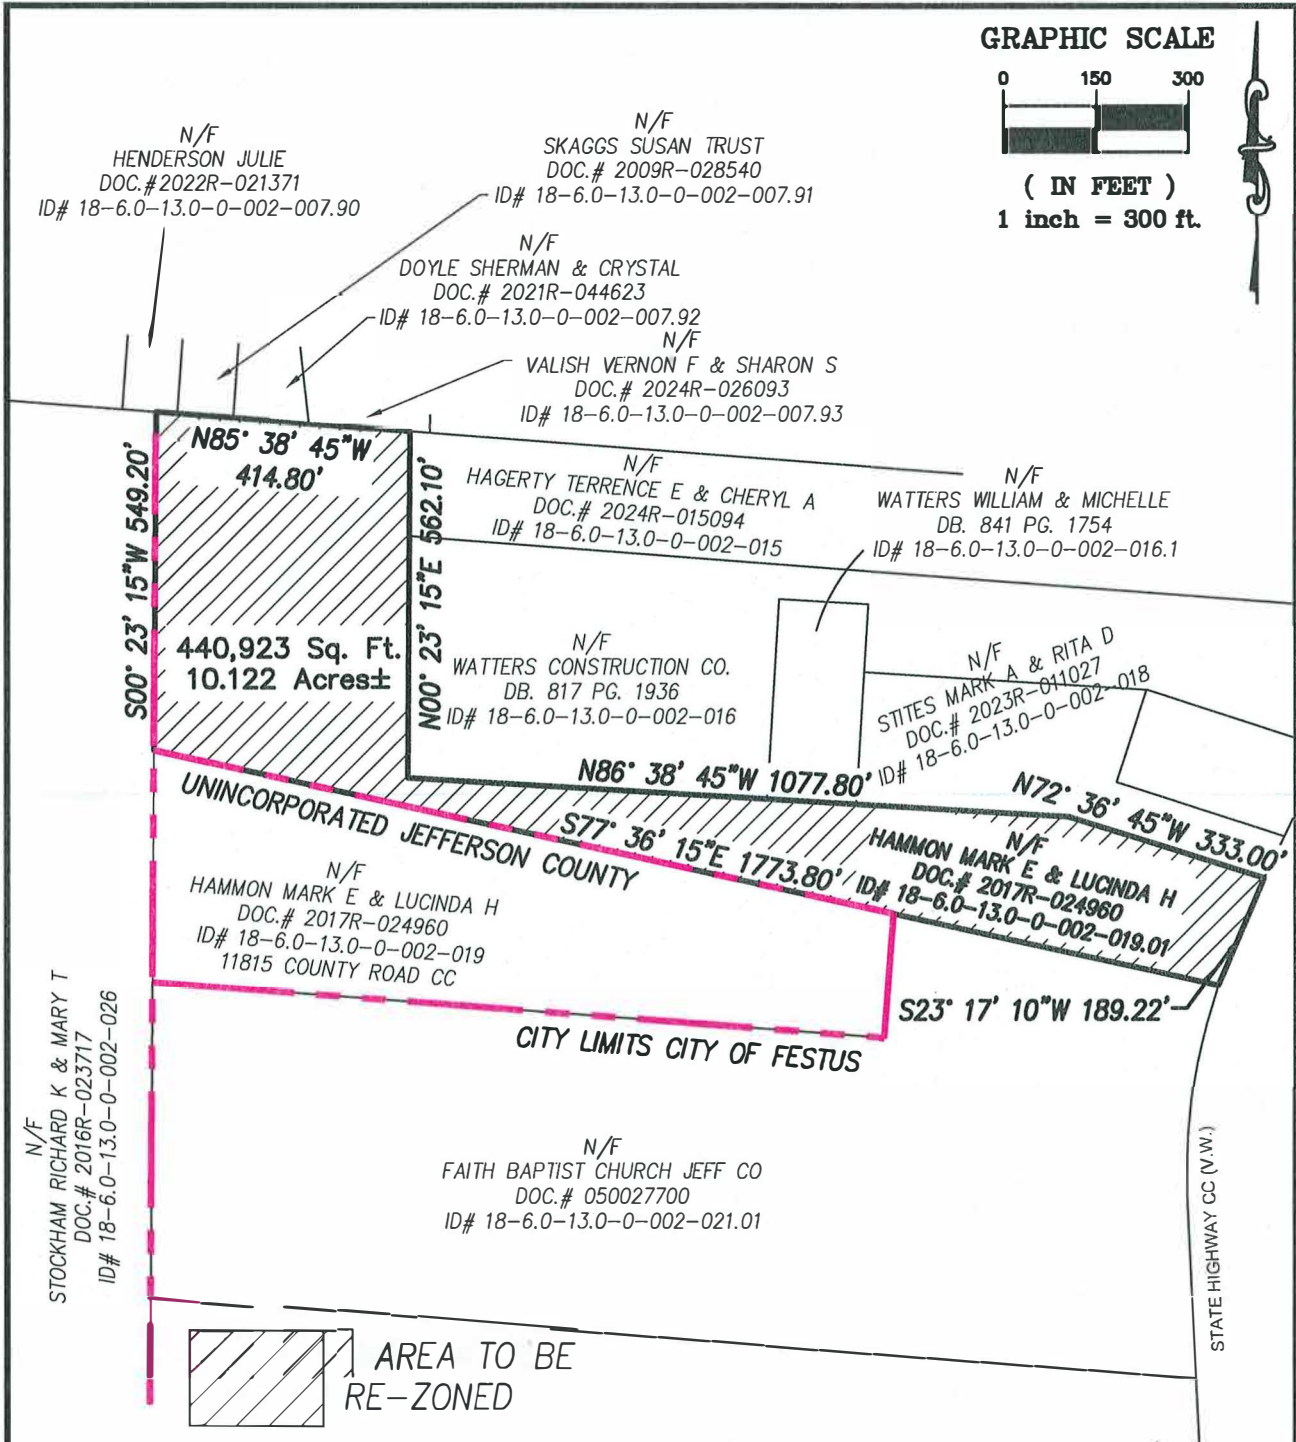 GRAPHIC SCALE
0 150 300
( IN FEET )
1 inch = 300 ft.
N/F
HENDERSON JULIE
DOC.#2022R-021371
ID# 18-6.0-13.0-0-002-007.90
N/F
SKAGGS SUSAN TRUST
DOC.# 2009R-028540
ID# 18-6.0-13.0-0-002-007.91
N/F
DOYLE SHERMAN & CRYSTAL
DOC.# 2021R-044623
ID# 18-6.0-13.0-0-002-007.92
N/F
VALISH VERNON F & SHARON S
DOC.# 2024R-026093
ID# 18-6.0-13.0-0-002-007.93
N85° 38' 45"W
414.80'
S00° 23' 15"W 549.20'
N00° 23' 15"E 562.10'
N/F
HAGERTY TERRENCE E & CHERYL A
DOC.# 2024R-015094
ID# 18-6.0-13.0-0-002-015
N/F
WATTERS WILLIAM & MICHELLE
DB. 841 PG. 1754
ID# 18-6.0-13.0-0-002-016.1
440,923 Sq. Ft.
10.122 Acres±
N/F
WATTERS CONSTRUCTION CO.
DB. 817 PG. 1936
ID# 18-6.0-13.0-0-002-016
N/F
STITES MARK A & RITA D
DOC.# 2023R-011027
ID# 18-6.0-13.0-0-002-018
N86° 38' 45"W 1077.80'
N72° 36' 45"W 333.00'
UNINCORPORATED JEFFERSON COUNTY
S77° 36' 15"E 1773.80'
N/F
HAMMON MARK E & LUCINDA H
DOC.# 2017R-024960
ID# 18-6.0-13.0-0-002-019.01
N/F
HAMMON MARK E & LUCINDA H
DOC.# 2017R-024960
ID# 18-6.0-13.0-0-002-019
11815 COUNTY ROAD CC
S23° 17' 10"W 189.22'
CITY LIMITS CITY OF FESTUS
N/F
STOCKHAM RICHARD K & MARY T
DOC.# 2016R-023717
ID# 18-6.0-13.0-0-002-026
N/F
FAITH BAPTIST CHURCH JEFF CO
DOC.# 050027700
ID# 18-6.0-13.0-0-002-021.01
STATE HIGHWAY CC (V.W.)
AREA TO BE
RE-ZONED